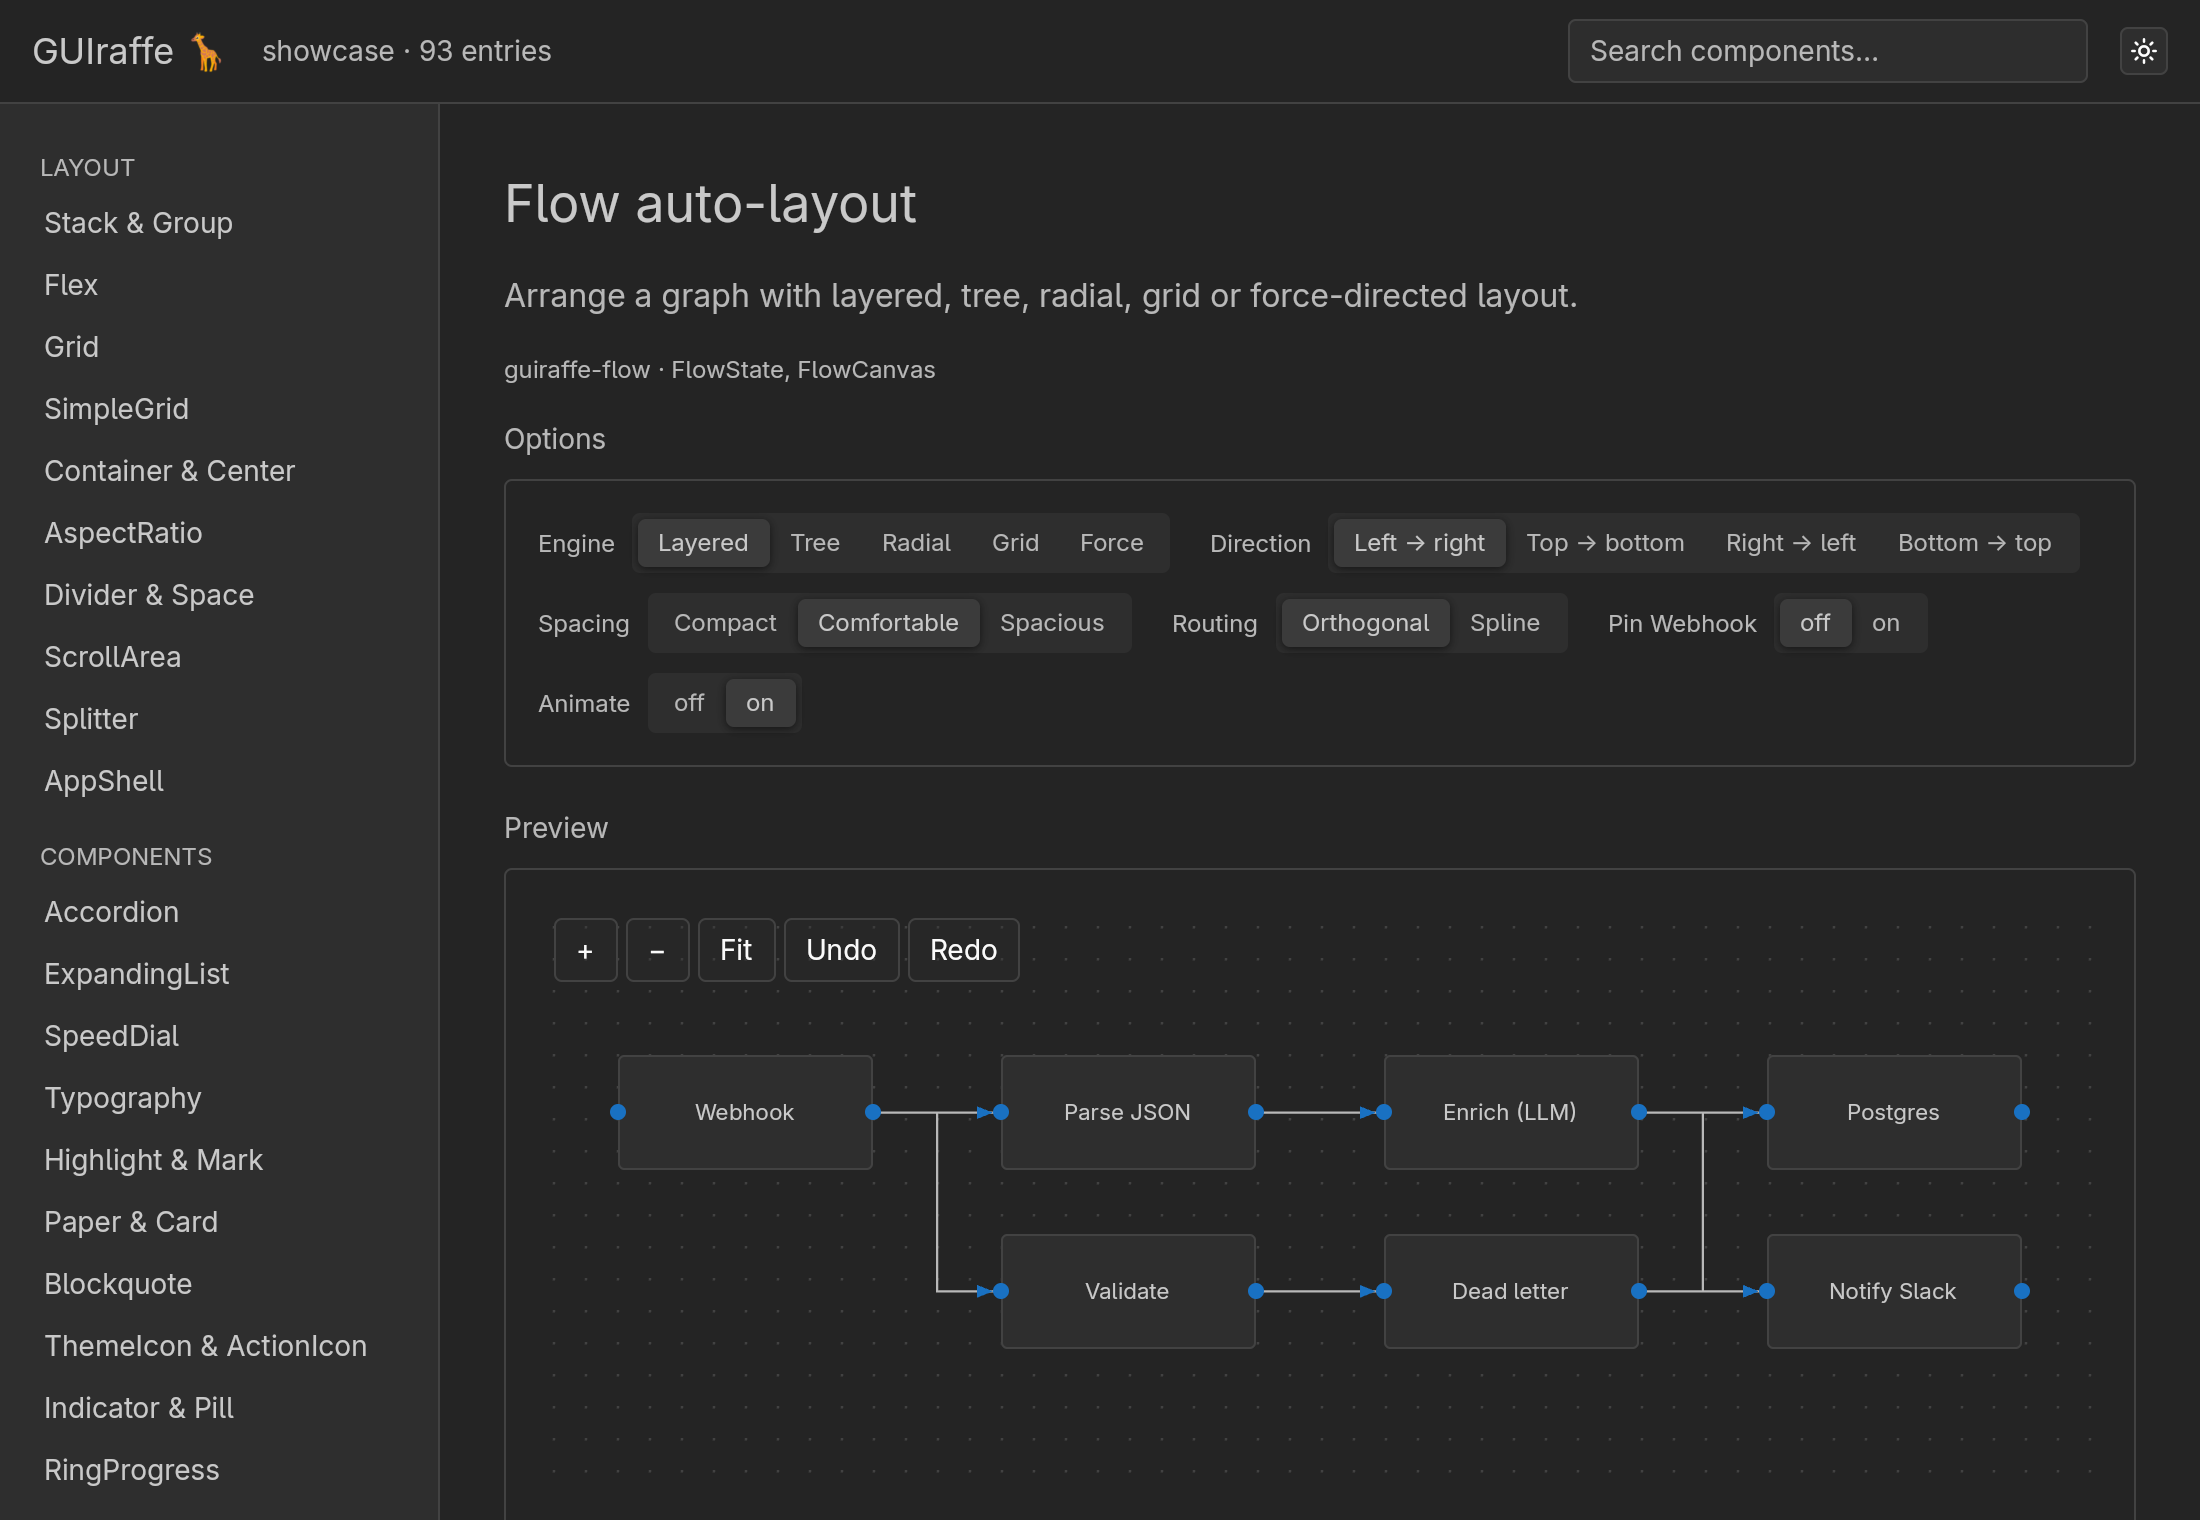 GUIraffe 🦒 showcase · 93 entries Search components...
LAYOUT
Stack & Group
Flex
Grid
SimpleGrid
Container & Center
AspectRatio
Divider & Space
ScrollArea
Splitter
AppShell
COMPONENTS
Accordion
ExpandingList
SpeedDial
Typography
Highlight & Mark
Paper & Card
Blockquote
ThemeIcon & ActionIcon
Indicator & Pill
RingProgress
Flow auto-layout
Arrange a graph with layered, tree, radial, grid or force-directed layout.
guiraffe-flow · FlowState, FlowCanvas
Options
Engine Layered Tree Radial Grid Force Direction Left → right Top → bottom Right → left Bottom → top
Spacing Compact Comfortable Spacious Routing Orthogonal Spline Pin Webhook off on
Animate off on
Preview
+ − Fit Undo Redo
Webhook Parse JSON Enrich (LLM) Postgres
Validate Dead letter Notify Slack